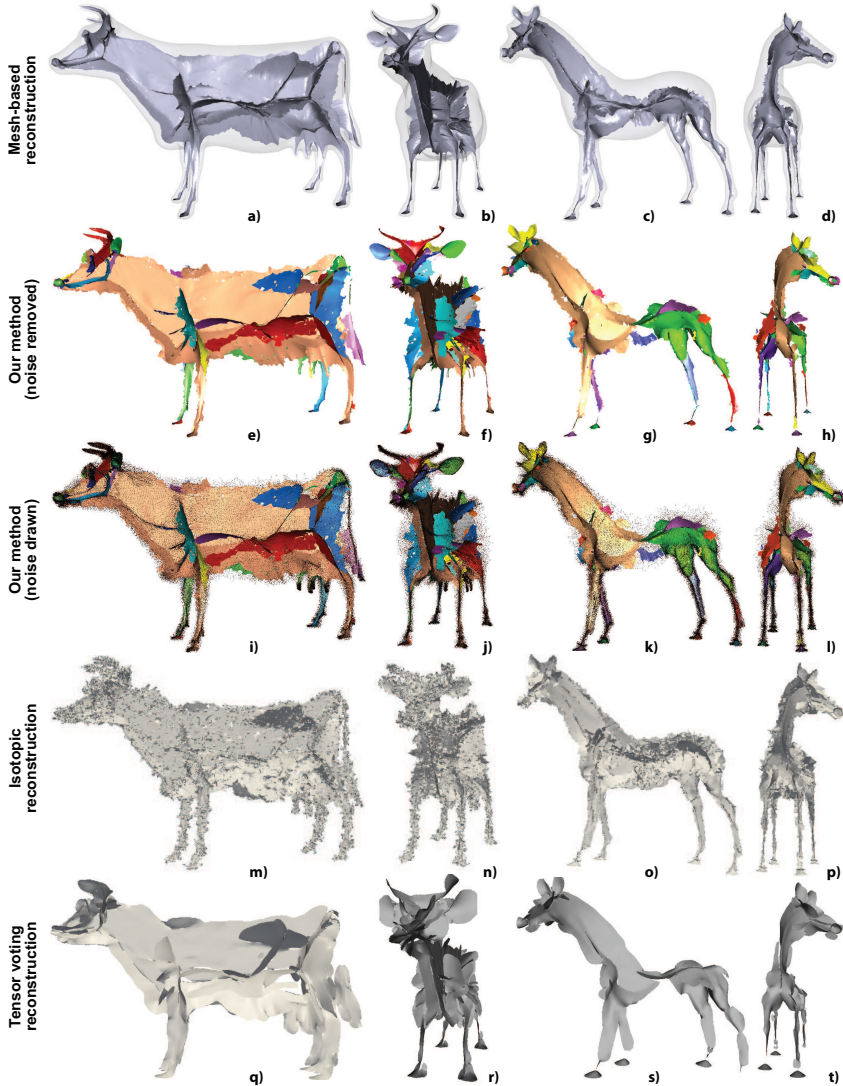 Mesh-based
reconstruction
a)
b)
c)
d)
Our method
(noise removed)
e)
f)
g)
h)
Our method
(noise drawn)
i)
j)
k)
l)
Isotopic
reconstruction
m)
n)
o)
p)
Tensor voting
reconstruction
q)
r)
s)
t)